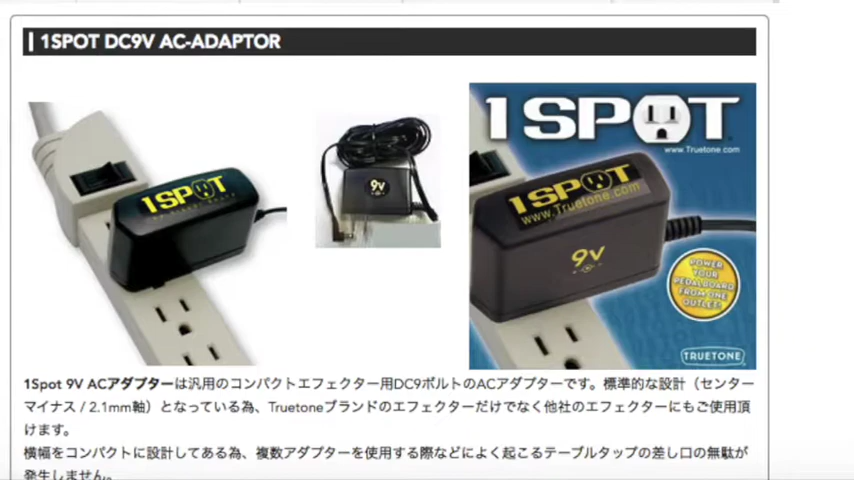 1SPOT DC9V AC-ADAPTOR
1SPOT
9V
1SPOT
www.Truetone.com
1SPOT
www.Truetone.com
9V
POWER
YOUR
PEDALBOARD
FROM ONE
OUTLET!
TRUETONE
1Spot 9V ACアダプターは汎用のコンパクトエフェクター用DC9ボルトのACアダプターです。標準的な設計（センター
マイナス / 2.1mm軸）となっている為、Truetoneブランドのエフェクターだけでなく他社のエフェクターにもご使用頂
けます。
横幅をコンパクトに設計してある為、複数アダプターを使用する際などによく起こるテーブルタップの差し口の無駄が
発生しません。